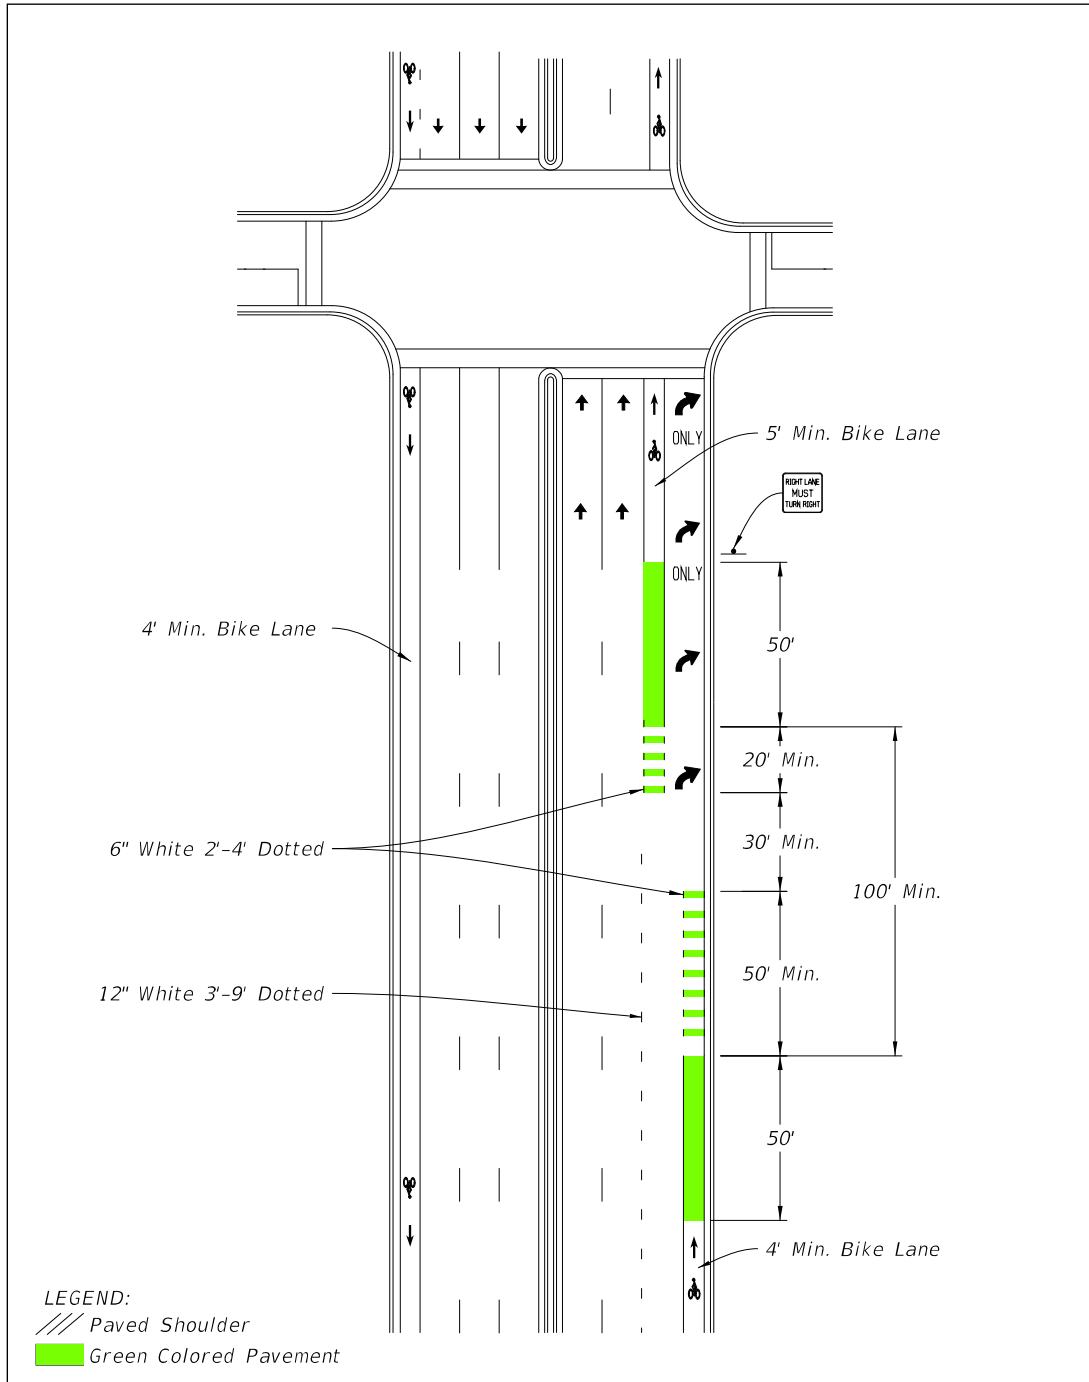 ONLY
5' Min. Bike Lane
RIGHT LANE
MUST
TURN RIGHT
ONLY
4' Min. Bike Lane
50'
20' Min.
6" White 2'-4' Dotted
30' Min.
100' Min.
50' Min.
12" White 3'-9' Dotted
50'
4' Min. Bike Lane
LEGEND:
Paved Shoulder
Green Colored Pavement